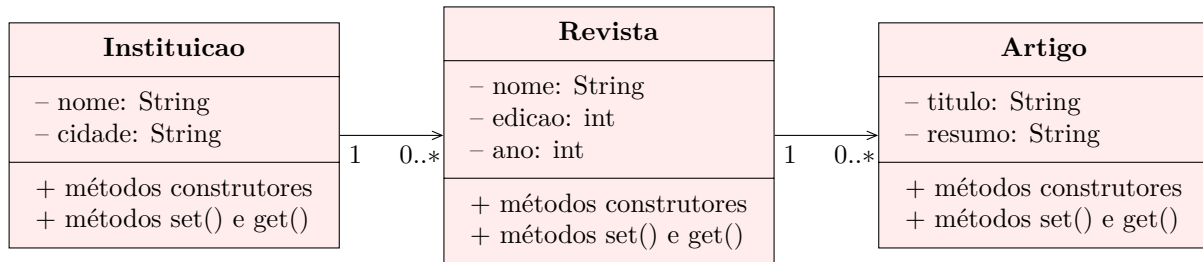 Instituicao
– nome: String
– cidade: String
+ métodos construtores
+ métodos set() e get()
1
0..*
Revista
– nome: String
– edicao: int
– ano: int
+ métodos construtores
+ métodos set() e get()
1
0..*
Artigo
– titulo: String
– resumo: String
+ métodos construtores
+ métodos set() e get()